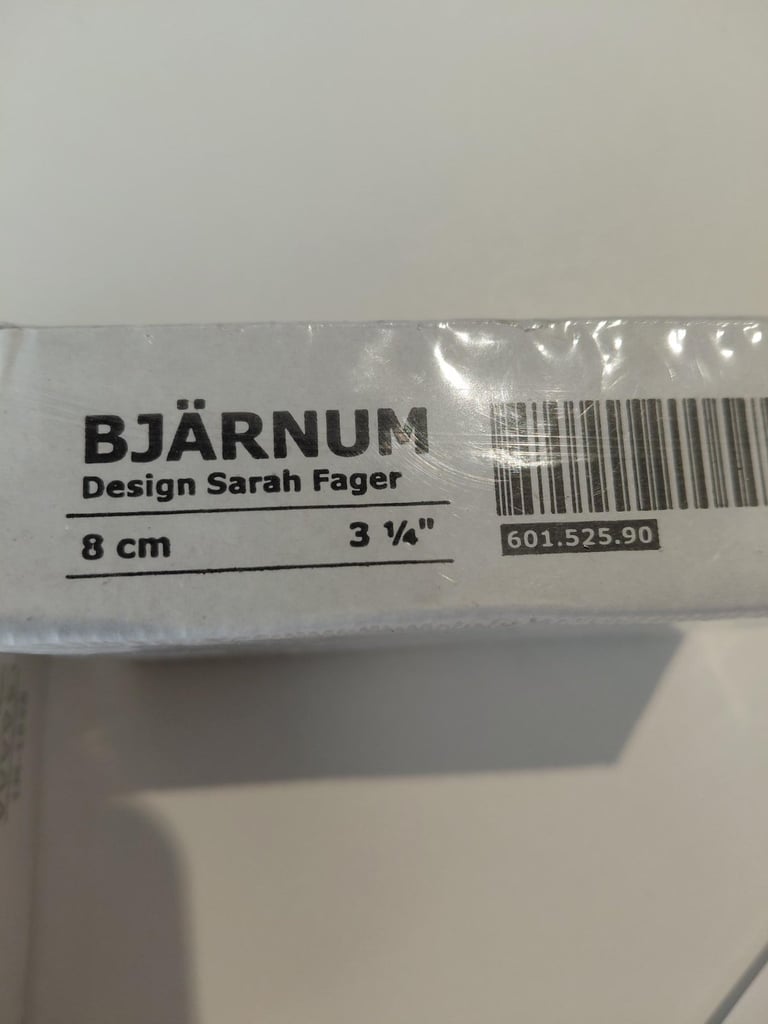 BJÄRNUM
Design Sarah Fager
8 cm 3 ¼"
601.525.90